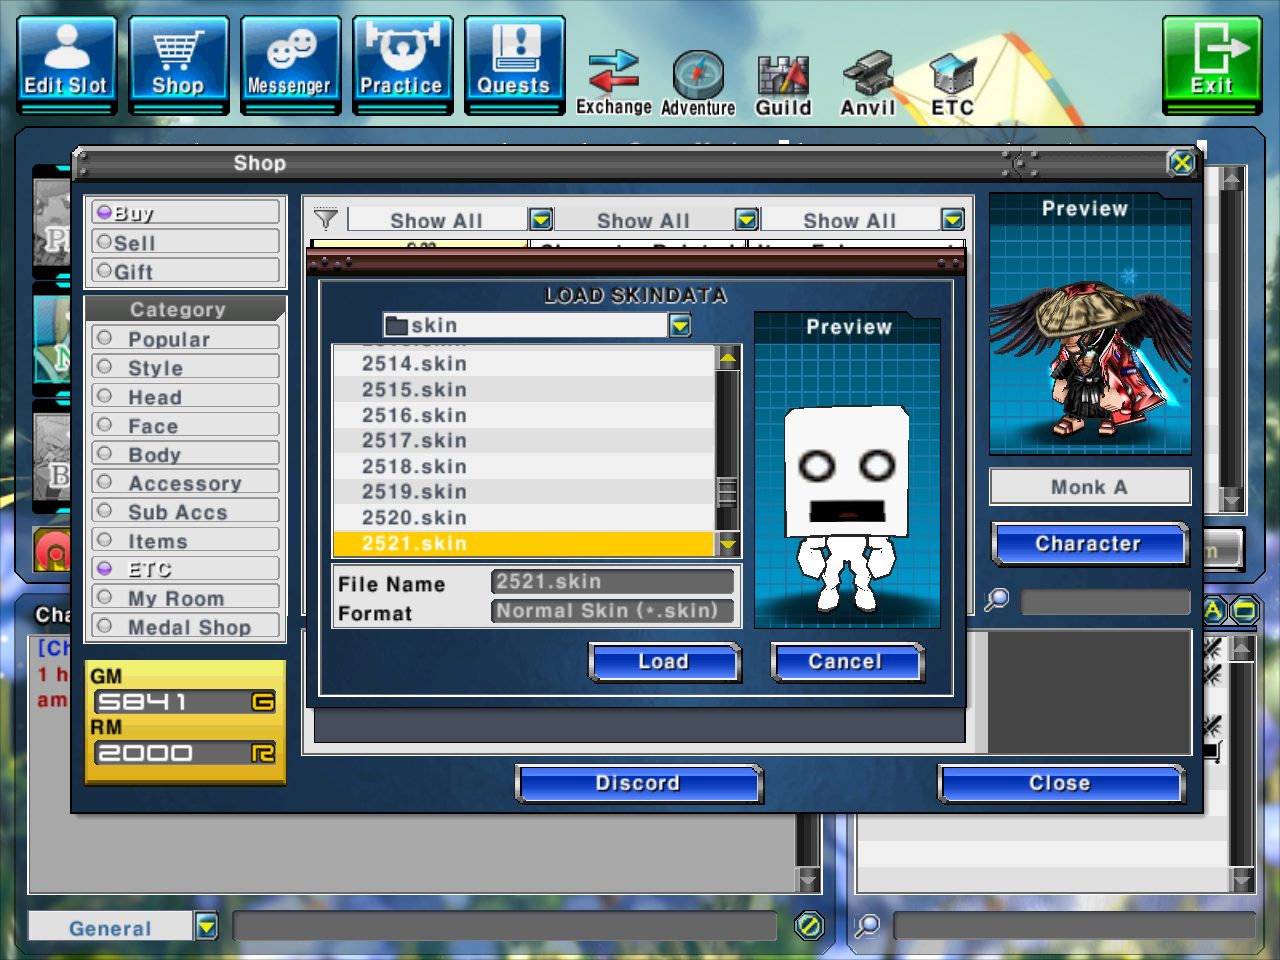 Edit Slot
Shop
Messenger
Practice
Quests
Exchange
Adventure
Guild
Anvil
ETC
Exit
Shop
Buy
Sell
Gift
Category
Popular
Style
Head
Face
Body
Accessory
Sub Accs
Items
ETC
My Room
Medal Shop
GM
5841 G
RM
2000 R
Show All
Show All
Show All
LOAD SKINDATA
skin
2514.skin
2515.skin
2516.skin
2517.skin
2518.skin
2519.skin
2520.skin
2521.skin
File Name
2521.skin
Format
Normal Skin (*.skin)
Preview
Load
Cancel
Preview
Monk A
Character
Discord
Close
Cha
[Ch
1 h
am
A
General